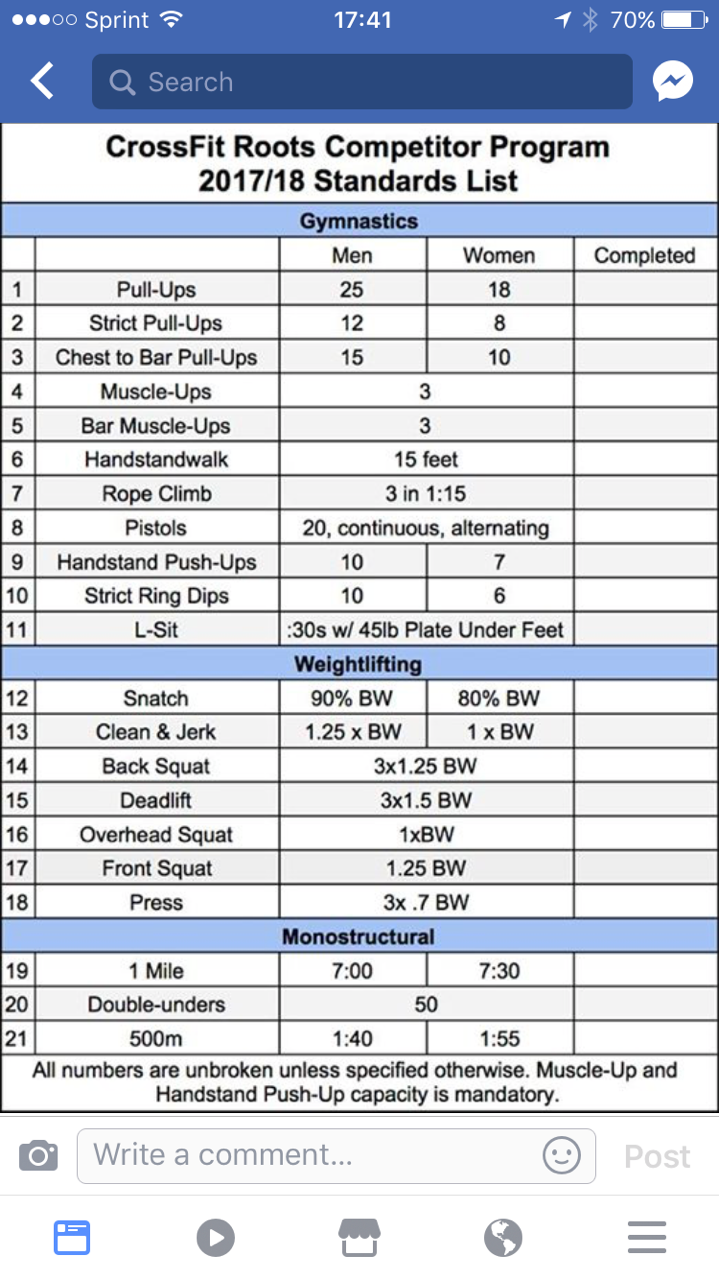 Sprint 17:41 70%
Search
CrossFit Roots Competitor Program
2017/18 Standards List
Gymnastics
Men Women Completed
1 Pull-Ups 25 18
2 Strict Pull-Ups 12 8
3 Chest to Bar Pull-Ups 15 10
4 Muscle-Ups 3
5 Bar Muscle-Ups 3
6 Handstandwalk 15 feet
7 Rope Climb 3 in 1:15
8 Pistols 20, continuous, alternating
9 Handstand Push-Ups 10 7
10 Strict Ring Dips 10 6
11 L-Sit :30s w/ 45lb Plate Under Feet
Weightlifting
12 Snatch 90% BW 80% BW
13 Clean & Jerk 1.25 x BW 1 x BW
14 Back Squat 3x1.25 BW
15 Deadlift 3x1.5 BW
16 Overhead Squat 1xBW
17 Front Squat 1.25 BW
18 Press 3x .7 BW
Monostructural
19 1 Mile 7:00 7:30
20 Double-unders 50
21 500m 1:40 1:55
All numbers are unbroken unless specified otherwise. Muscle-Up and
Handstand Push-Up capacity is mandatory.
Write a comment... Post